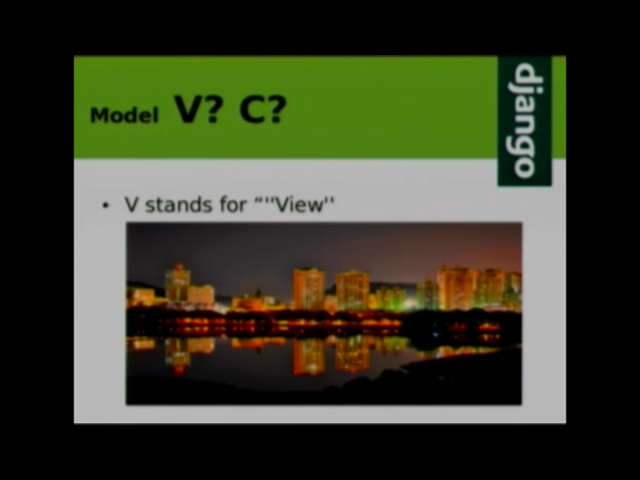 Model V? C?
django
• V stands for “''View''